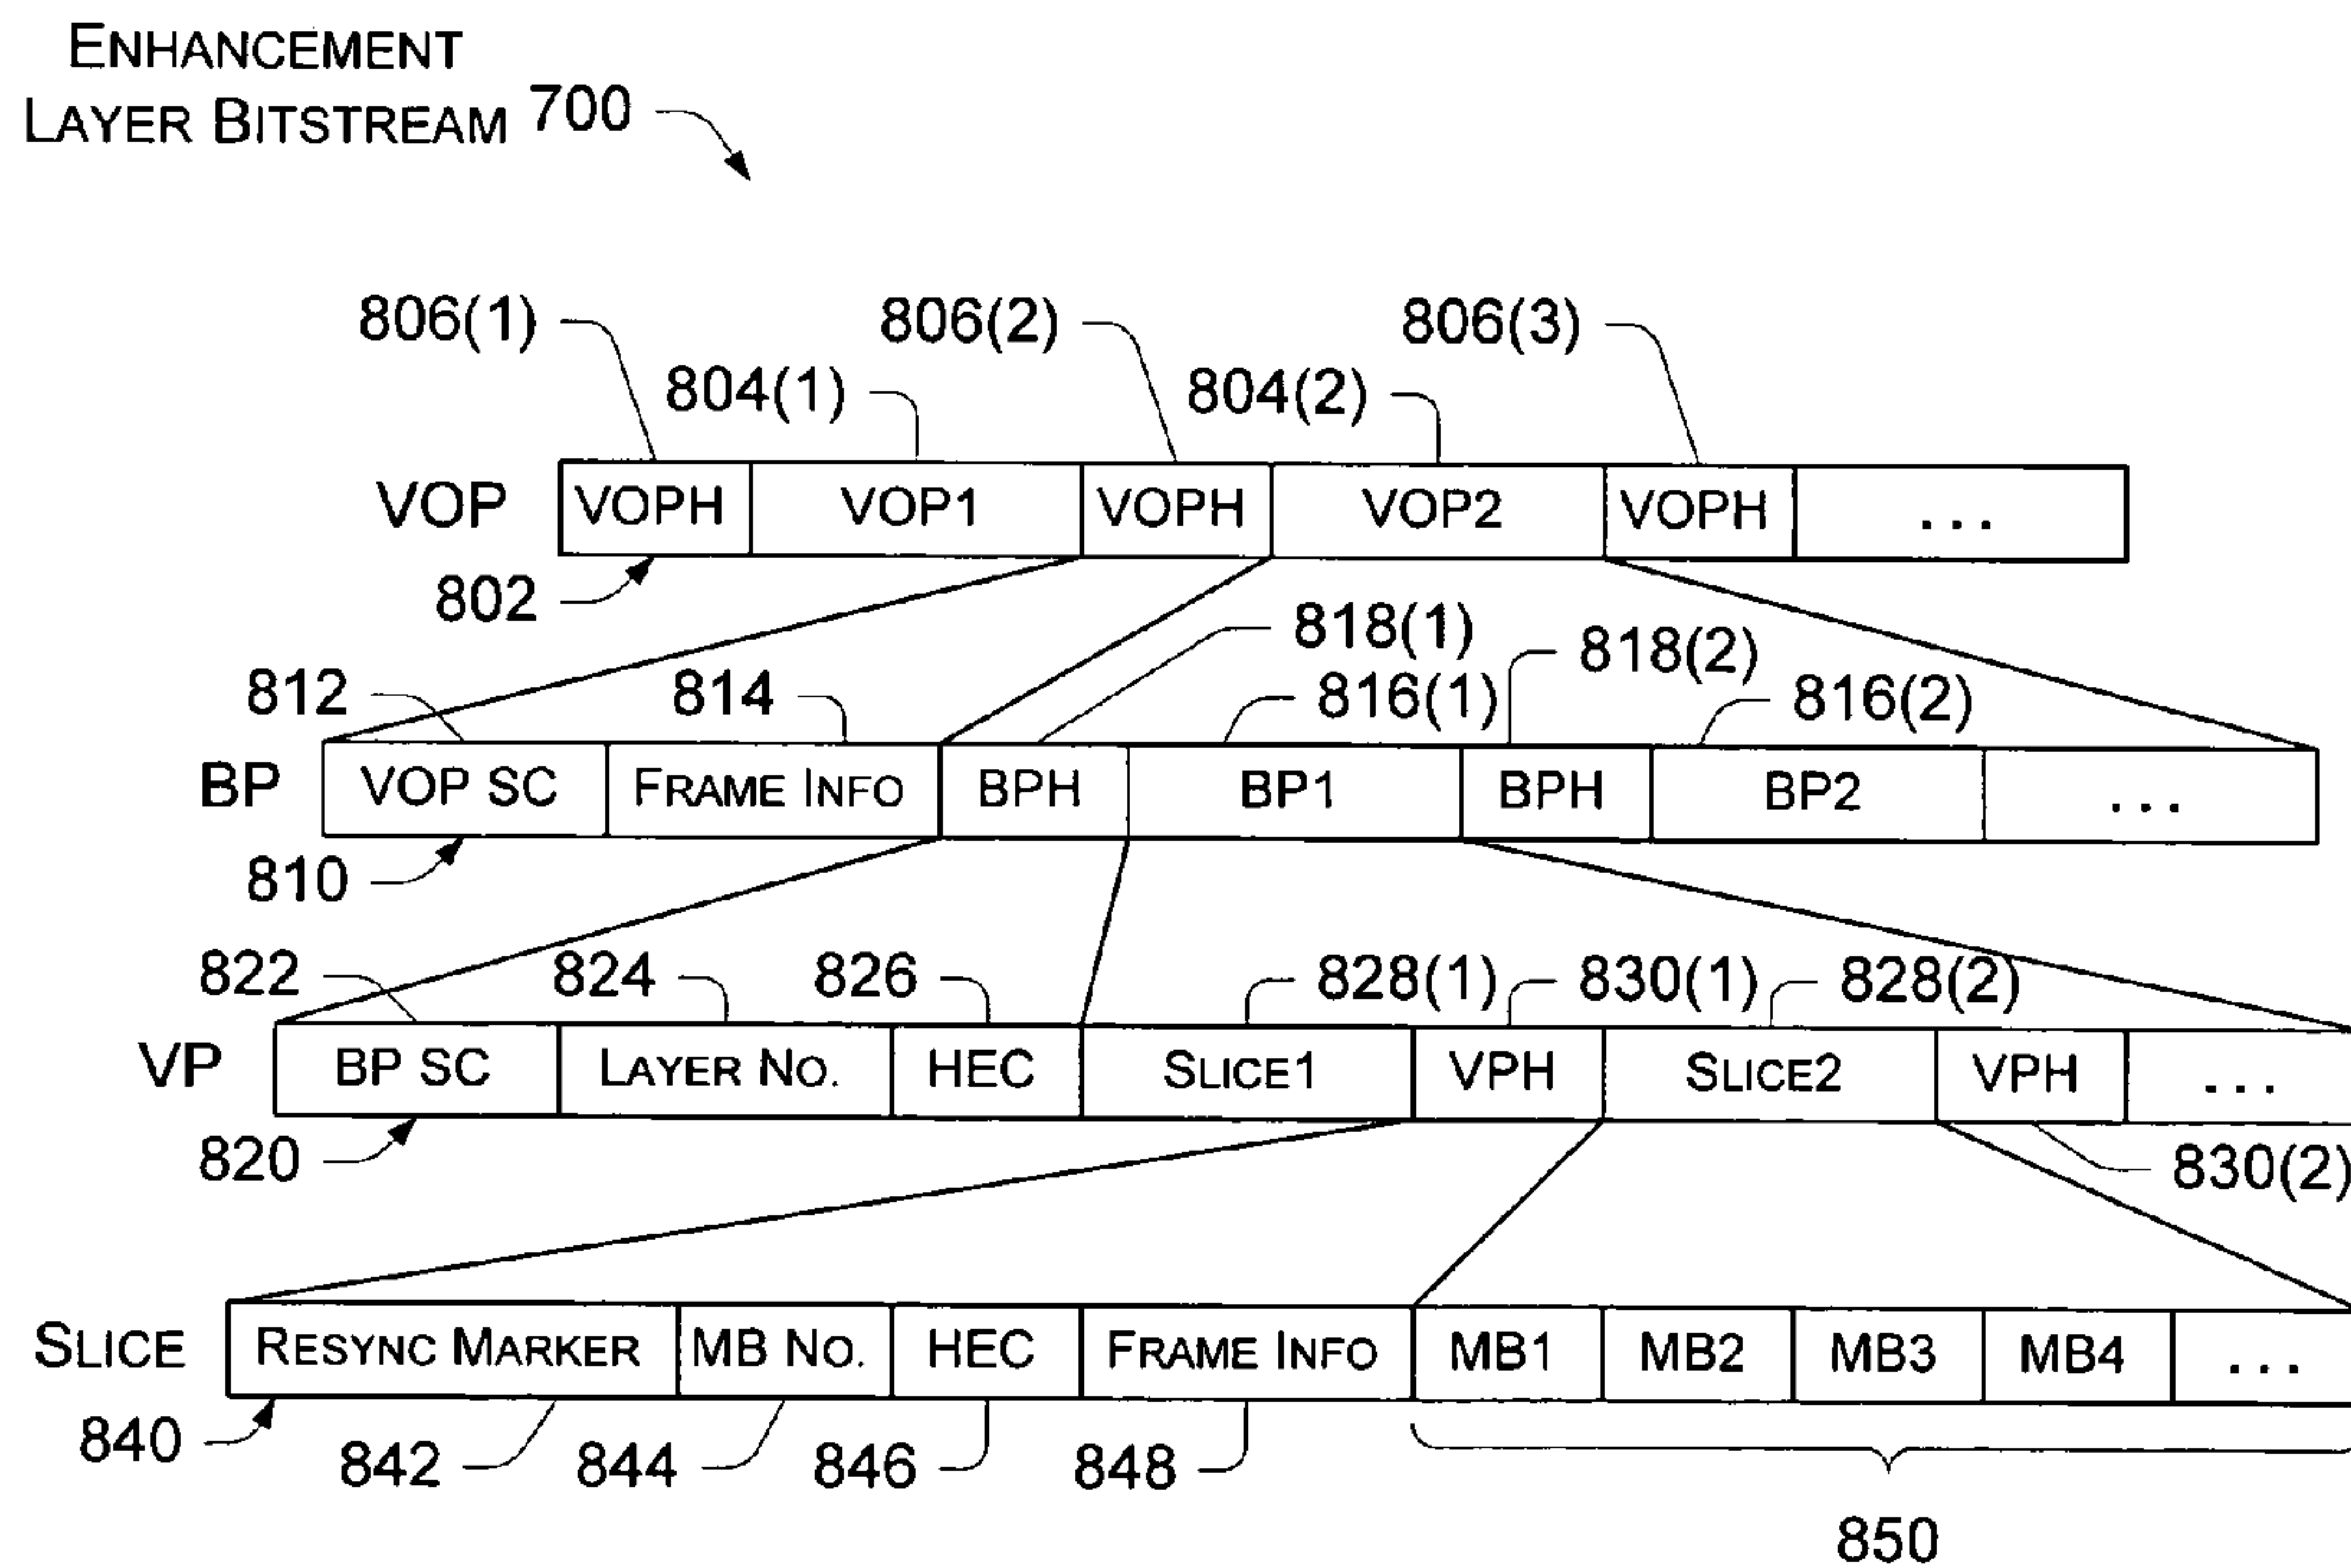 ENHANCEMENT
LAYER BITSTREAM 700
806(1) 806(2) 806(3)
804(1) 804(2)
VOP VOPH VOP1 VOPH VOP2 VOPH ...
802
818(1)
818(2)
812 814 816(1) 816(2)
BP VOP SC FRAME INFO BPH BP1 BPH BP2 ...
810
822 824 826 828(1) 830(1) 828(2)
VP BP SC LAYER NO. HEC SLICE1 VPH SLICE2 VPH ...
820 830(2)
SLICE RESYNC MARKER MB NO. HEC FRAME INFO MB1 MB2 MB3 MB4 ...
840 842 844 846 848
850